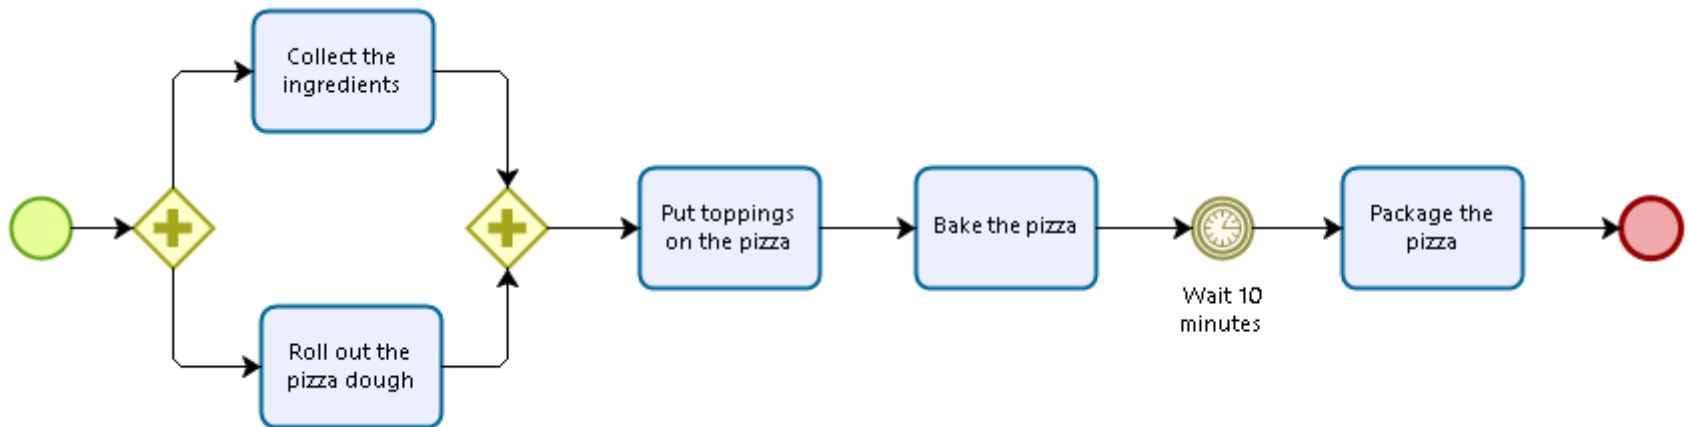 Collect the
ingredients
Roll out the
pizza dough
Put toppings
on the pizza
Bake the pizza
Wait 10
minutes
Package the
pizza